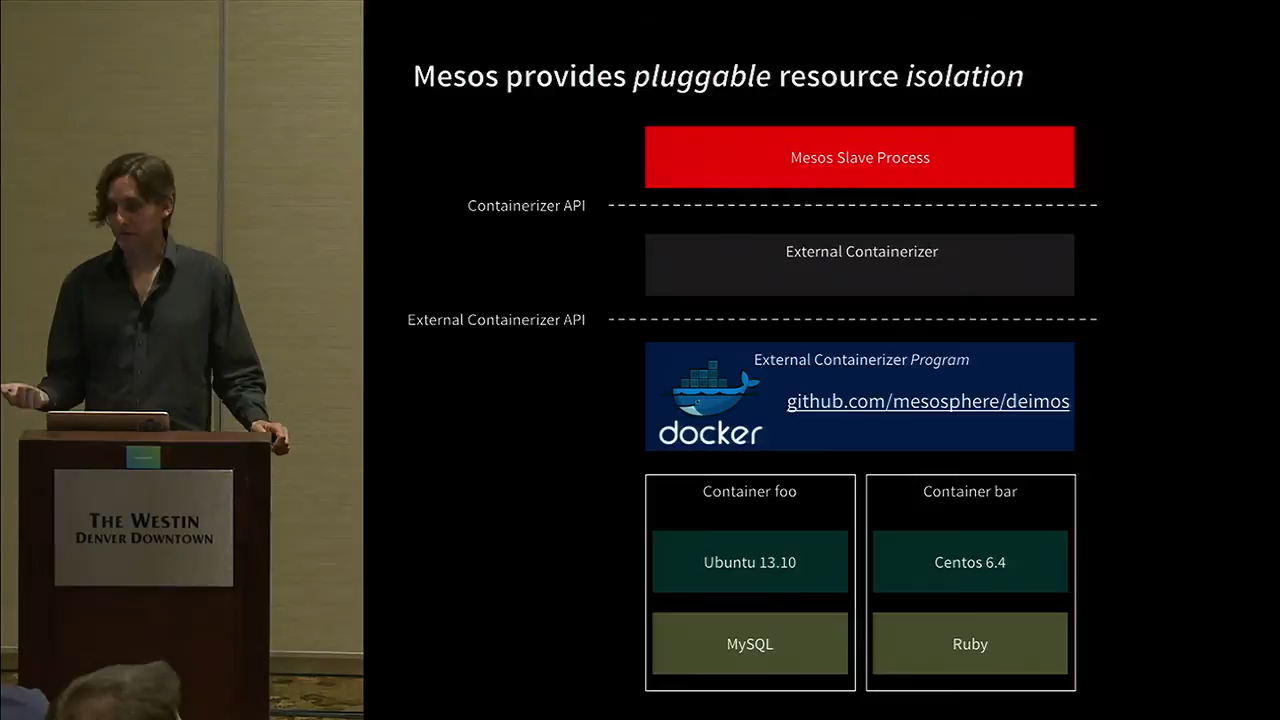 Mesos provides pluggable resource isolation
Mesos Slave Process
Containerizer API
External Containerizer
External Containerizer API
External Containerizer Program
github.com/mesosphere/deimos
docker
Container foo
Container bar
Ubuntu 13.10
Centos 6.4
MySQL
Ruby
THE WESTIN
DENVER DOWNTOWN